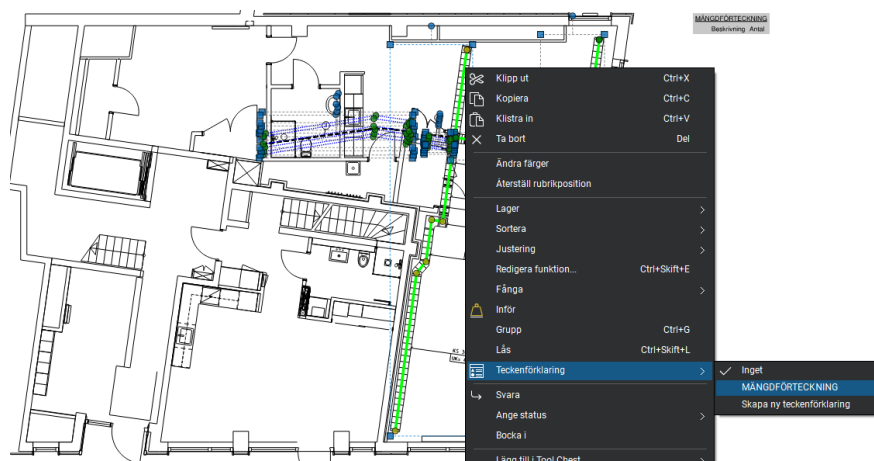 MÄNGDFÖRTECKNING
Beskrivning Antal
Klipp ut Ctrl+X
Kopiera Ctrl+C
Klistra in Ctrl+V
Ta bort Del
Ändra färger
Återställ rubrikposition
Lager
Sortera
Justering
Redigera funktion... Ctrl+Skift+E
Fånga
Inför
Grupp Ctrl+G
Lås Ctrl+Skift+L
Teckenförklaring
Inget
MÄNGDFÖRTECKNING
Skapa ny teckenförklaring
Svara
Ange status
Bocka i
Lägg till i Tool Chest